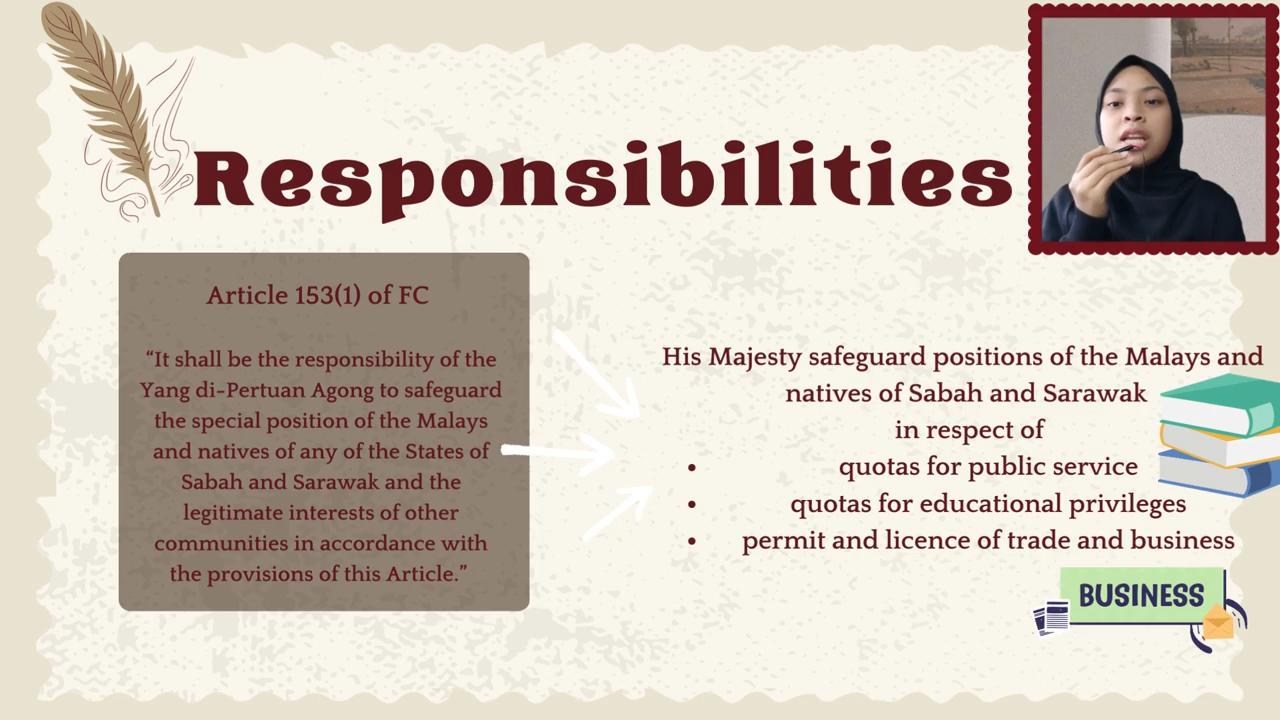 Responsibilities
Article 153(1) of FC
“It shall be the responsibility of the
Yang di-Pertuan Agong to safeguard
the special position of the Malays
and natives of any of the States of
Sabah and Sarawak and the
legitimate interests of other
communities in accordance with
the provisions of this Article.”
His Majesty safeguard positions of the Malays and
natives of Sabah and Sarawak
in respect of
• quotas for public service
• quotas for educational privileges
• permit and licence of trade and business
BUSINESS